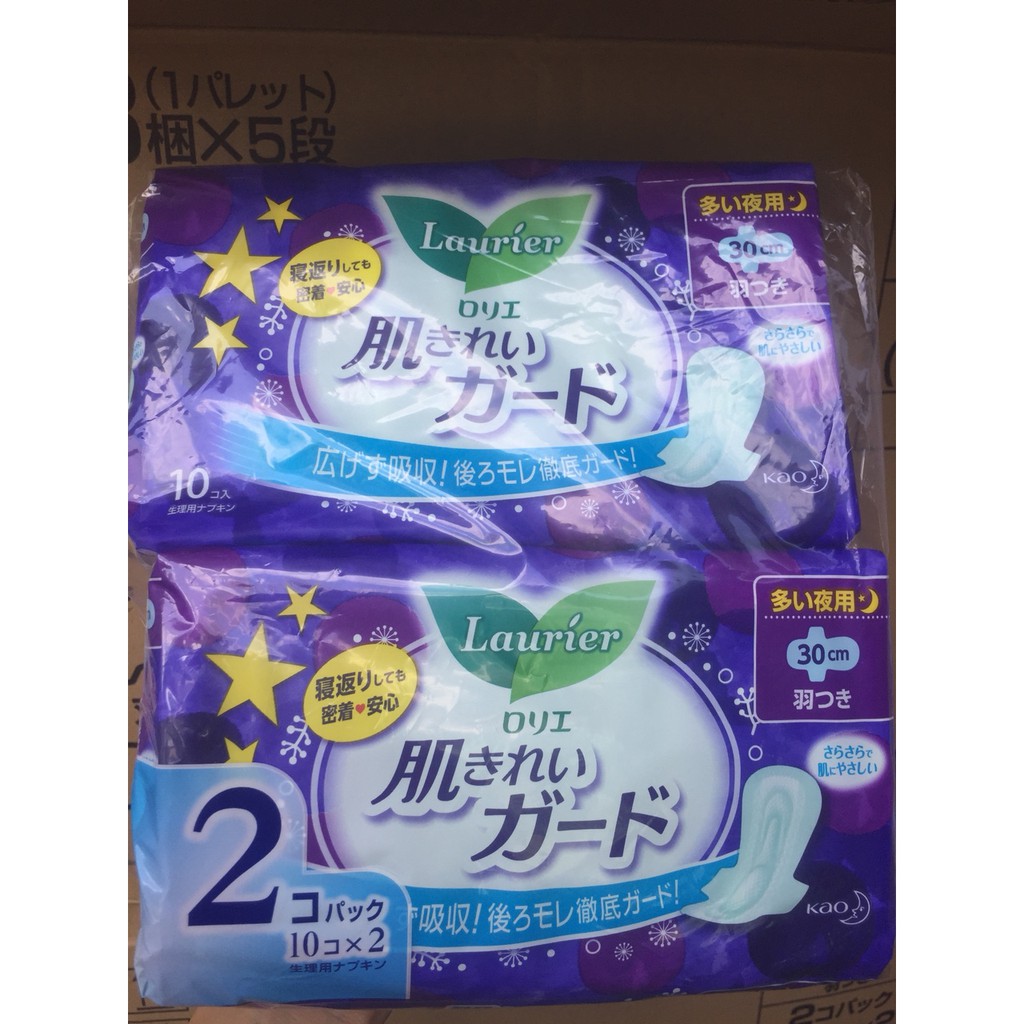 (1パレット)
梱×5段
多い夜用
30cm
羽つき
Laurier
寝返りしても
密着♥安心
ロリエ
肌きれい
ガード
さらさらで
肌にやさしい
広げず吸収!後ろモレ徹底ガード!
10コ入
生理用ナプキン
Kao
多い夜用
30cm
羽つき
Laurier
寝返りしても
密着♥安心
ロリエ
肌きれい
ガード
さらさらで
肌にやさしい
ず吸収!後ろモレ徹底ガード!
2
コパック
10コ×2
生理用ナプキン
Kao
2コパック